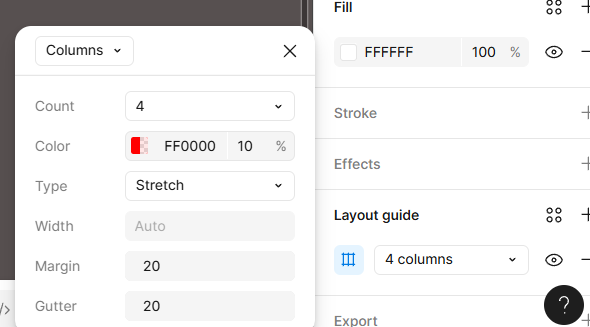 Columns
Count 4
Color FF0000 10 %
Type Stretch
Width Auto
Margin 20
Gutter 20
Fill
FFFFFF 100 %
Stroke
Effects
Layout guide
4 columns
Export
?